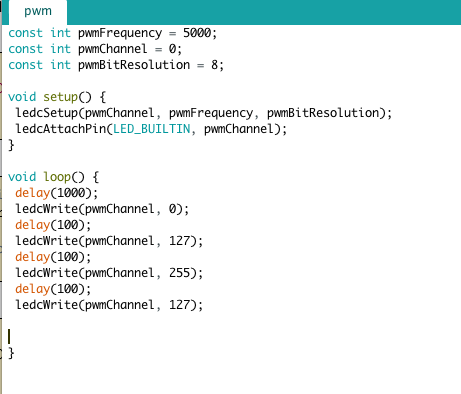 pwm
const int pwmFrequency = 5000;
const int pwmChannel = 0;
const int pwmBitResolution = 8;

void setup() {
 ledcSetup(pwmChannel, pwmFrequency, pwmBitResolution);
 ledcAttachPin(LED_BUILTIN, pwmChannel);
}

void loop() {
 delay(1000);
 ledcWrite(pwmChannel, 0);
 delay(100);
 ledcWrite(pwmChannel, 127);
 delay(100);
 ledcWrite(pwmChannel, 255);
 delay(100);
 ledcWrite(pwmChannel, 127);

}